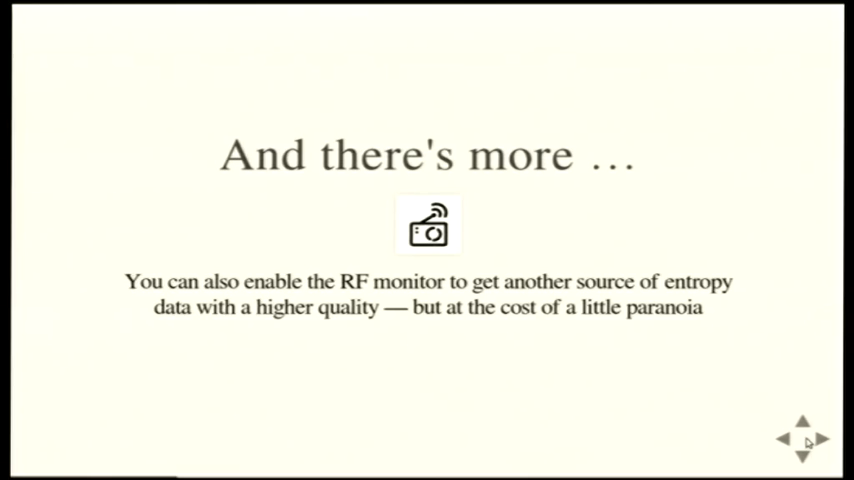 And there's more …
You can also enable the RF monitor to get another source of entropy
data with a higher quality — but at the cost of a little paranoia